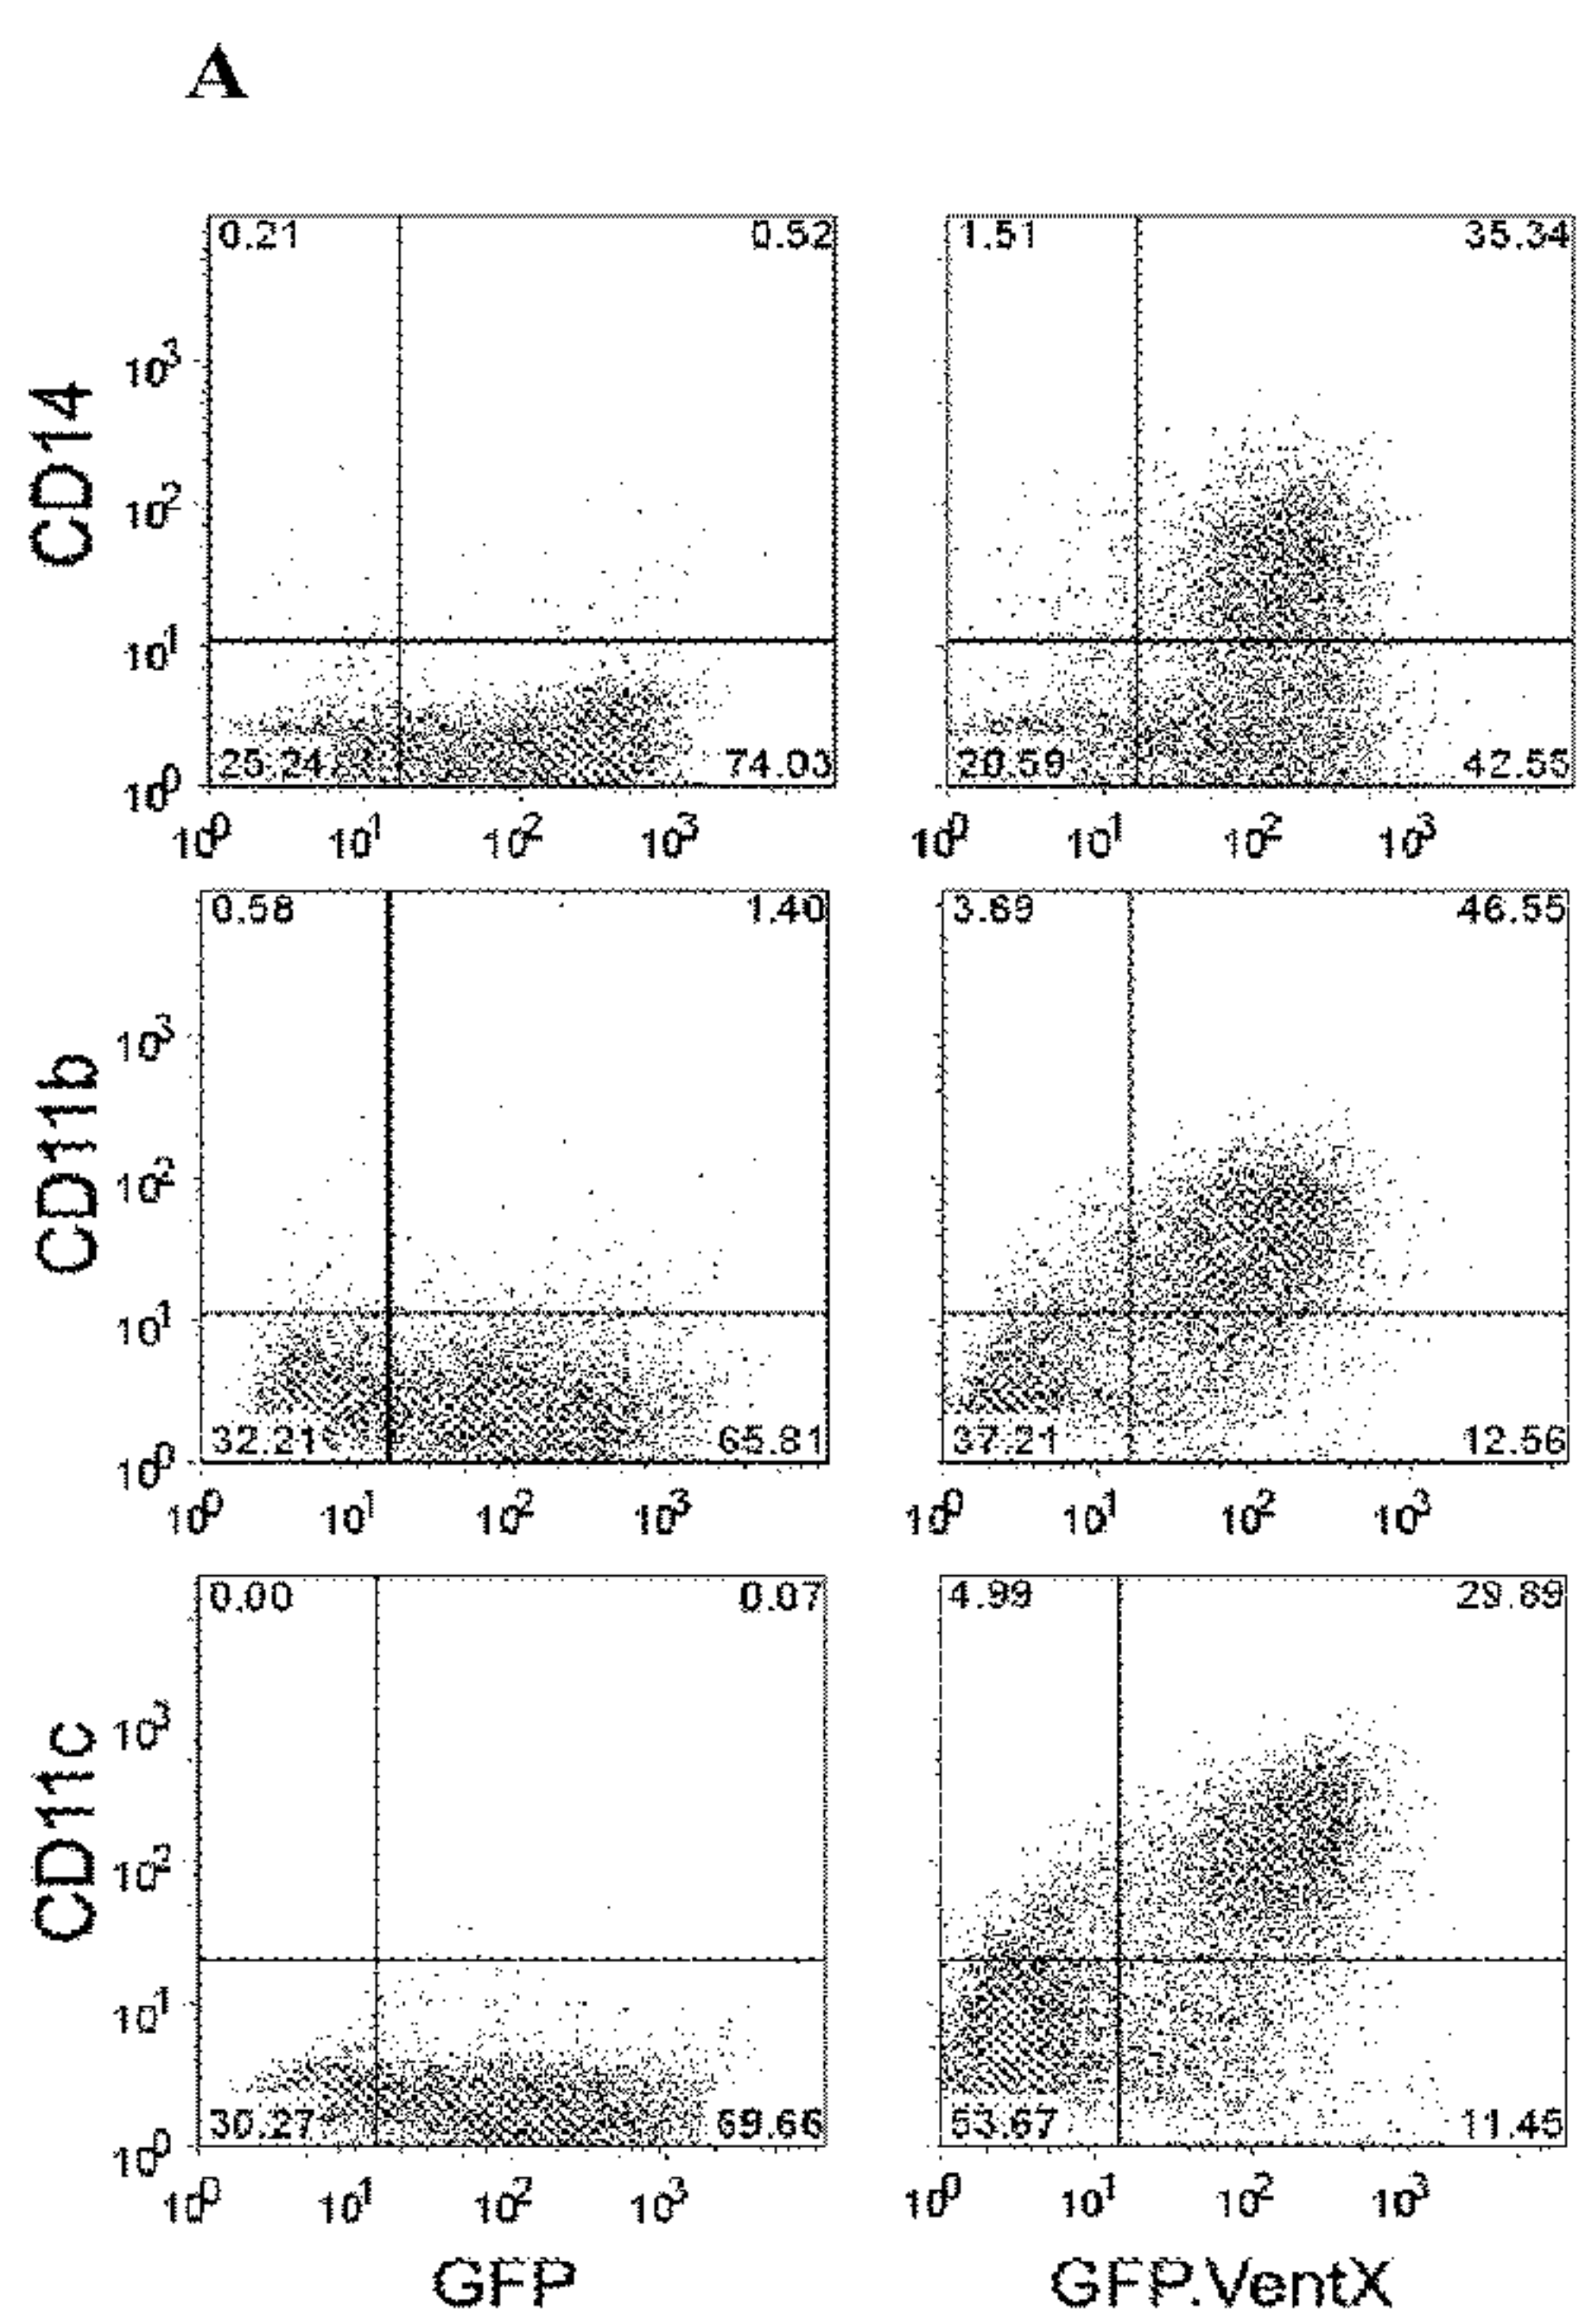 A
0.21 0.52 1.51 35.34
CD14
10³
10²
10¹
10⁰
25.24 74.03 20.59 42.55
10⁰ 10¹ 10² 10³ 10⁰ 10¹ 10² 10³
0.58 1.40 3.69 46.55
CD11b
10³
10²
10¹
10⁰
32.21 65.81 37.21 12.56
10⁰ 10¹ 10² 10³ 10⁰ 10¹ 10² 10³
0.00 0.07 4.99 29.89
CD11c
10³
10²
10¹
10⁰
30.27 69.66 53.67 11.45
10⁰ 10¹ 10² 10³ 10⁰ 10¹ 10² 10³
GFP GFP.VentX